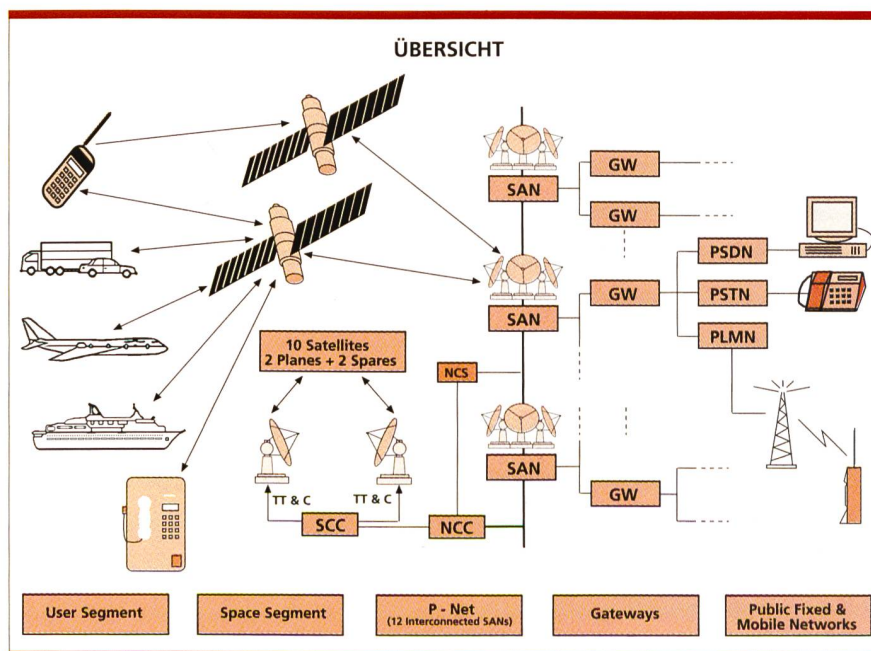 ÜBERSICHT
SAN
GW
GW
SAN
GW
PSDN
PSTN
PLMN
10 Satellites
2 Planes + 2 Spares
NCS
SAN
GW
TT & C
TT & C
SCC
NCC
User Segment
Space Segment
P - Net
(12 Interconnected SANs)
Gateways
Public Fixed &
Mobile Networks